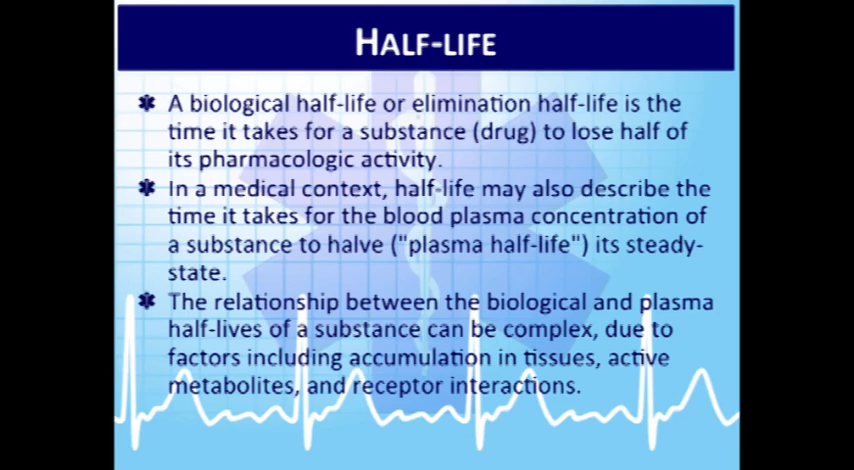 HALF-LIFE
A biological half-life or elimination half-life is the
time it takes for a substance (drug) to lose half of
its pharmacologic activity.
In a medical context, half-life may also describe the
time it takes for the blood plasma concentration of
a substance to halve ("plasma half-life") its steady-
state.
The relationship between the biological and plasma
half-lives of a substance can be complex, due to
factors including accumulation in tissues, active
metabolites, and receptor interactions.